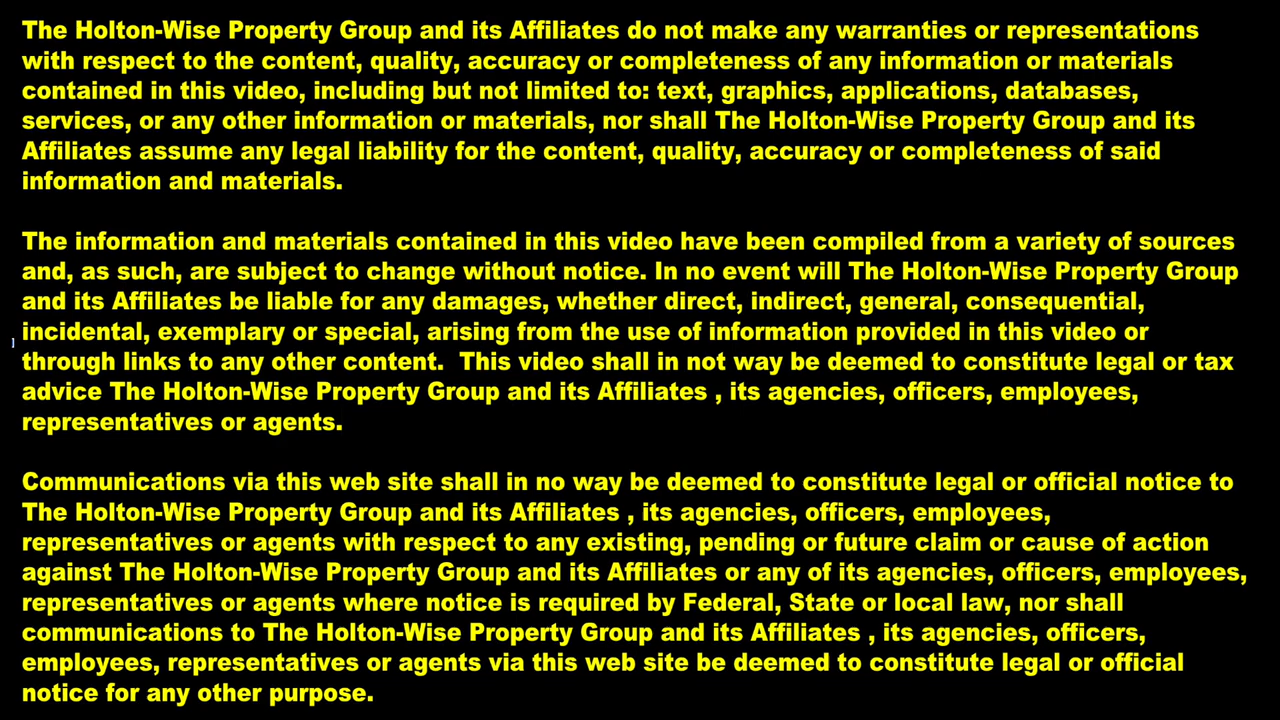 The Holton-Wise Property Group and its Affiliates do not make any warranties or representations
with respect to the content, quality, accuracy or completeness of any information or materials
contained in this video, including but not limited to: text, graphics, applications, databases,
services, or any other information or materials, nor shall The Holton-Wise Property Group and its
Affiliates assume any legal liability for the content, quality, accuracy or completeness of said
information and materials.
The information and materials contained in this video have been compiled from a variety of sources
and, as such, are subject to change without notice. In no event will The Holton-Wise Property Group
and its Affiliates be liable for any damages, whether direct, indirect, general, consequential,
incidental, exemplary or special, arising from the use of information provided in this video or
through links to any other content.  This video shall in not way be deemed to constitute legal or tax
advice The Holton-Wise Property Group and its Affiliates , its agencies, officers, employees,
representatives or agents.
Communications via this web site shall in no way be deemed to constitute legal or official notice to
The Holton-Wise Property Group and its Affiliates , its agencies, officers, employees,
representatives or agents with respect to any existing, pending or future claim or cause of action
against The Holton-Wise Property Group and its Affiliates or any of its agencies, officers, employees,
representatives or agents where notice is required by Federal, State or local law, nor shall
communications to The Holton-Wise Property Group and its Affiliates , its agencies, officers,
employees, representatives or agents via this web site be deemed to constitute legal or official
notice for any other purpose.